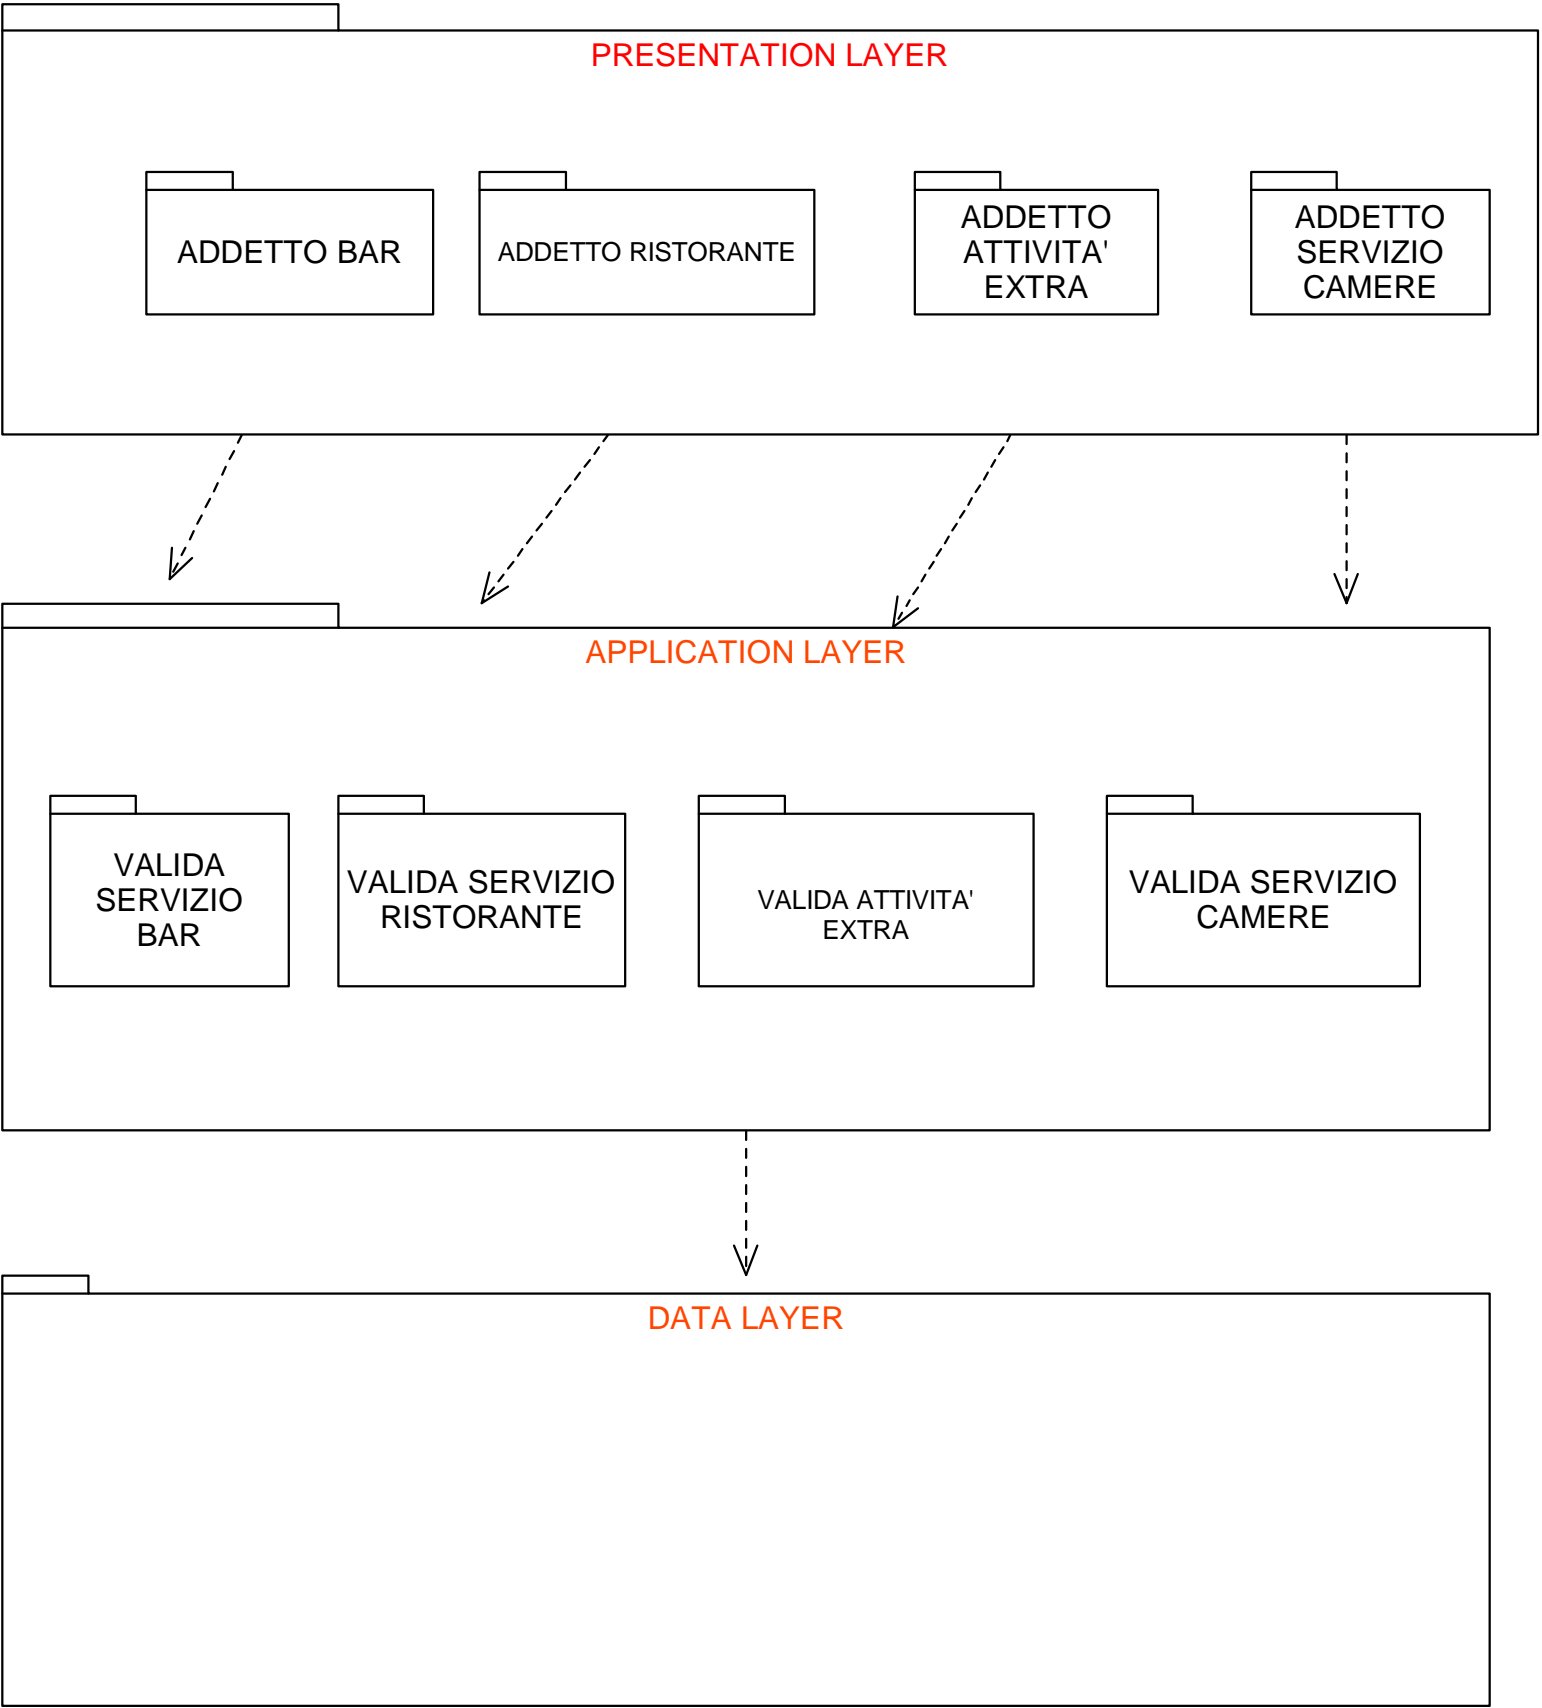 PRESENTATION LAYER
ADDETTO BAR
ADDETTO RISTORANTE
ADDETTO
ATTIVITA'
EXTRA
ADDETTO
SERVIZIO
CAMERE
APPLICATION LAYER
VALIDA
SERVIZIO
BAR
VALIDA SERVIZIO
RISTORANTE
VALIDA ATTIVITA'
EXTRA
VALIDA SERVIZIO
CAMERE
DATA LAYER